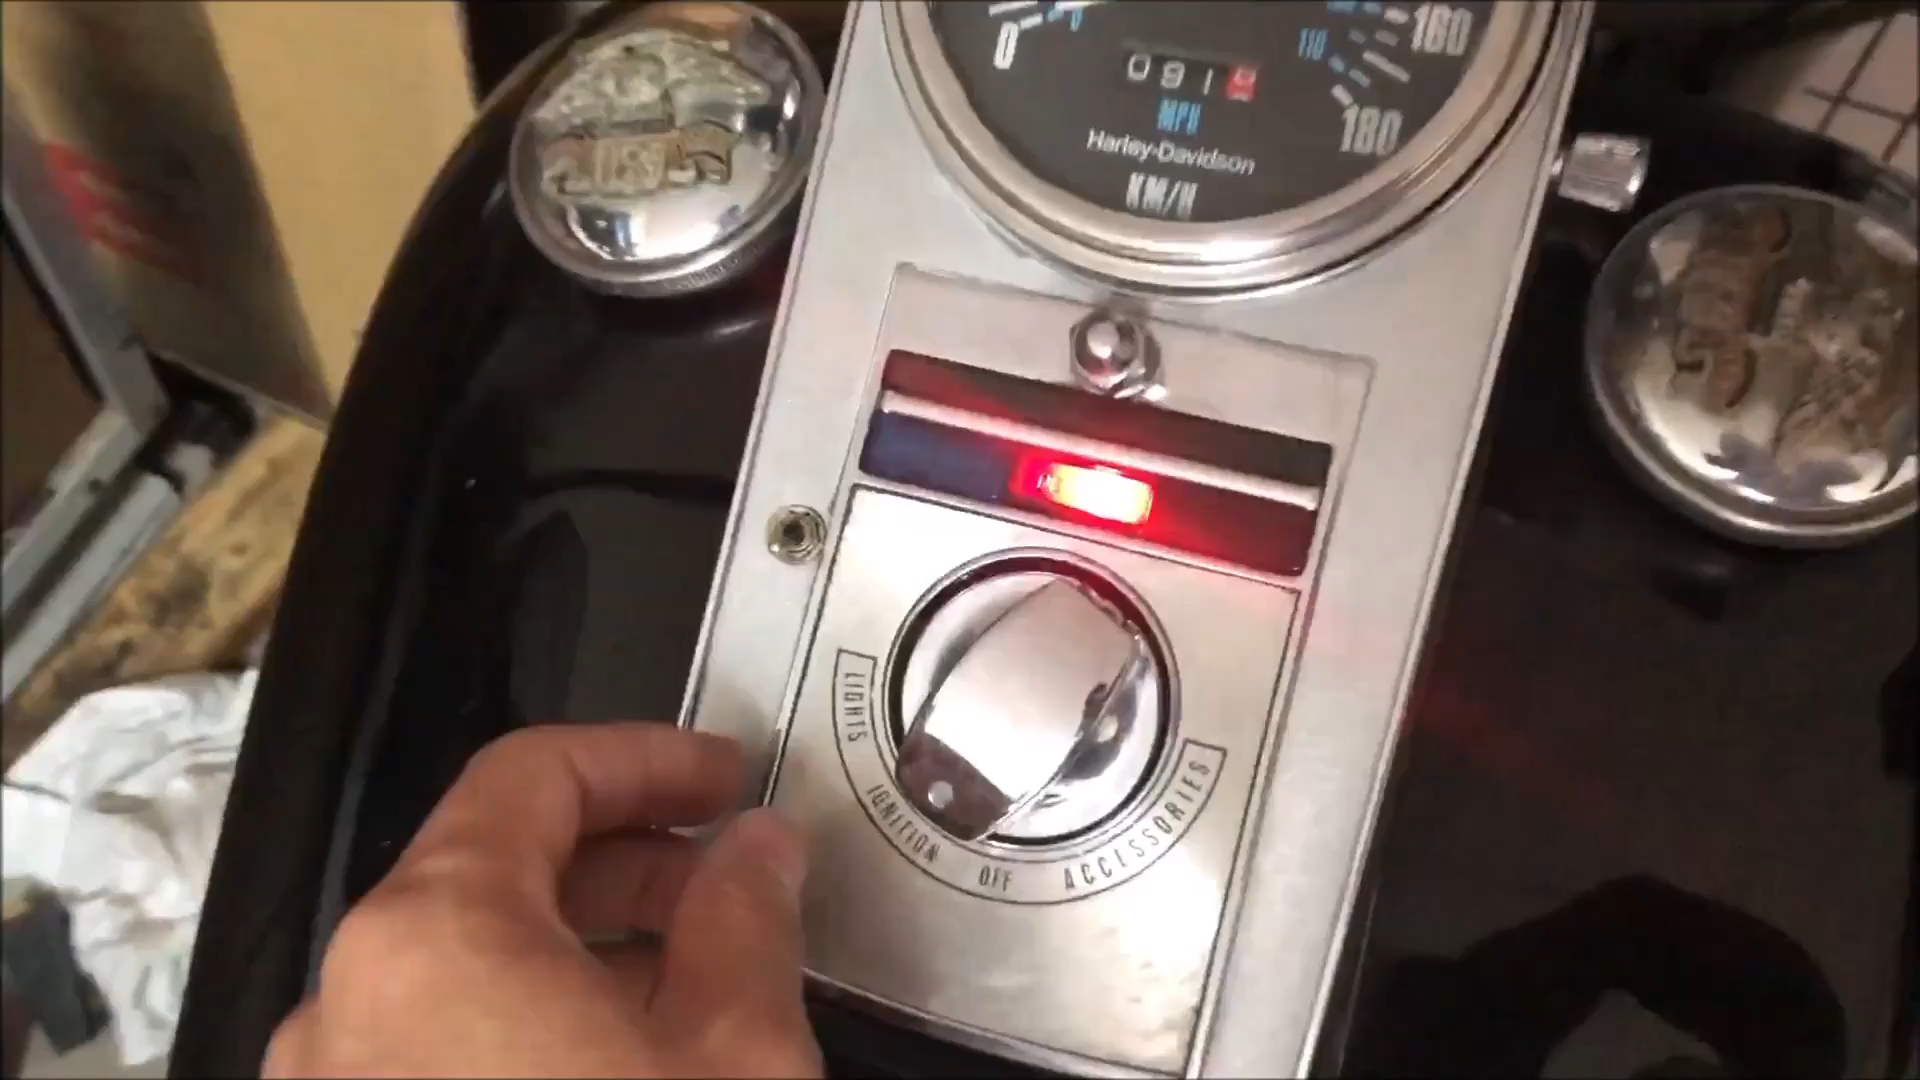 0
110
160
091
180
MPH
Harley-Davidson
KM/H
LIGHTS
IGNITION
OFF
ACCESSORIES